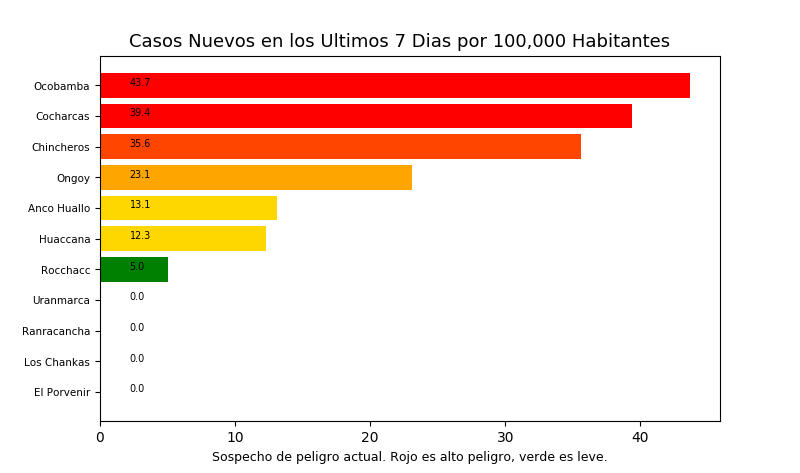 Casos Nuevos en los Ultimos 7 Dias por 100,000 Habitantes
Ocobamba 43.7
Cocharcas 39.4
Chincheros 35.6
Ongoy 23.1
Anco Huallo 13.1
Huaccana 12.3
Rocchacc 5.0
Uranmarca 0.0
Ranracancha 0.0
Los Chankas 0.0
El Porvenir 0.0
0 10 20 30 40
Sospecho de peligro actual. Rojo es alto peligro, verde es leve.